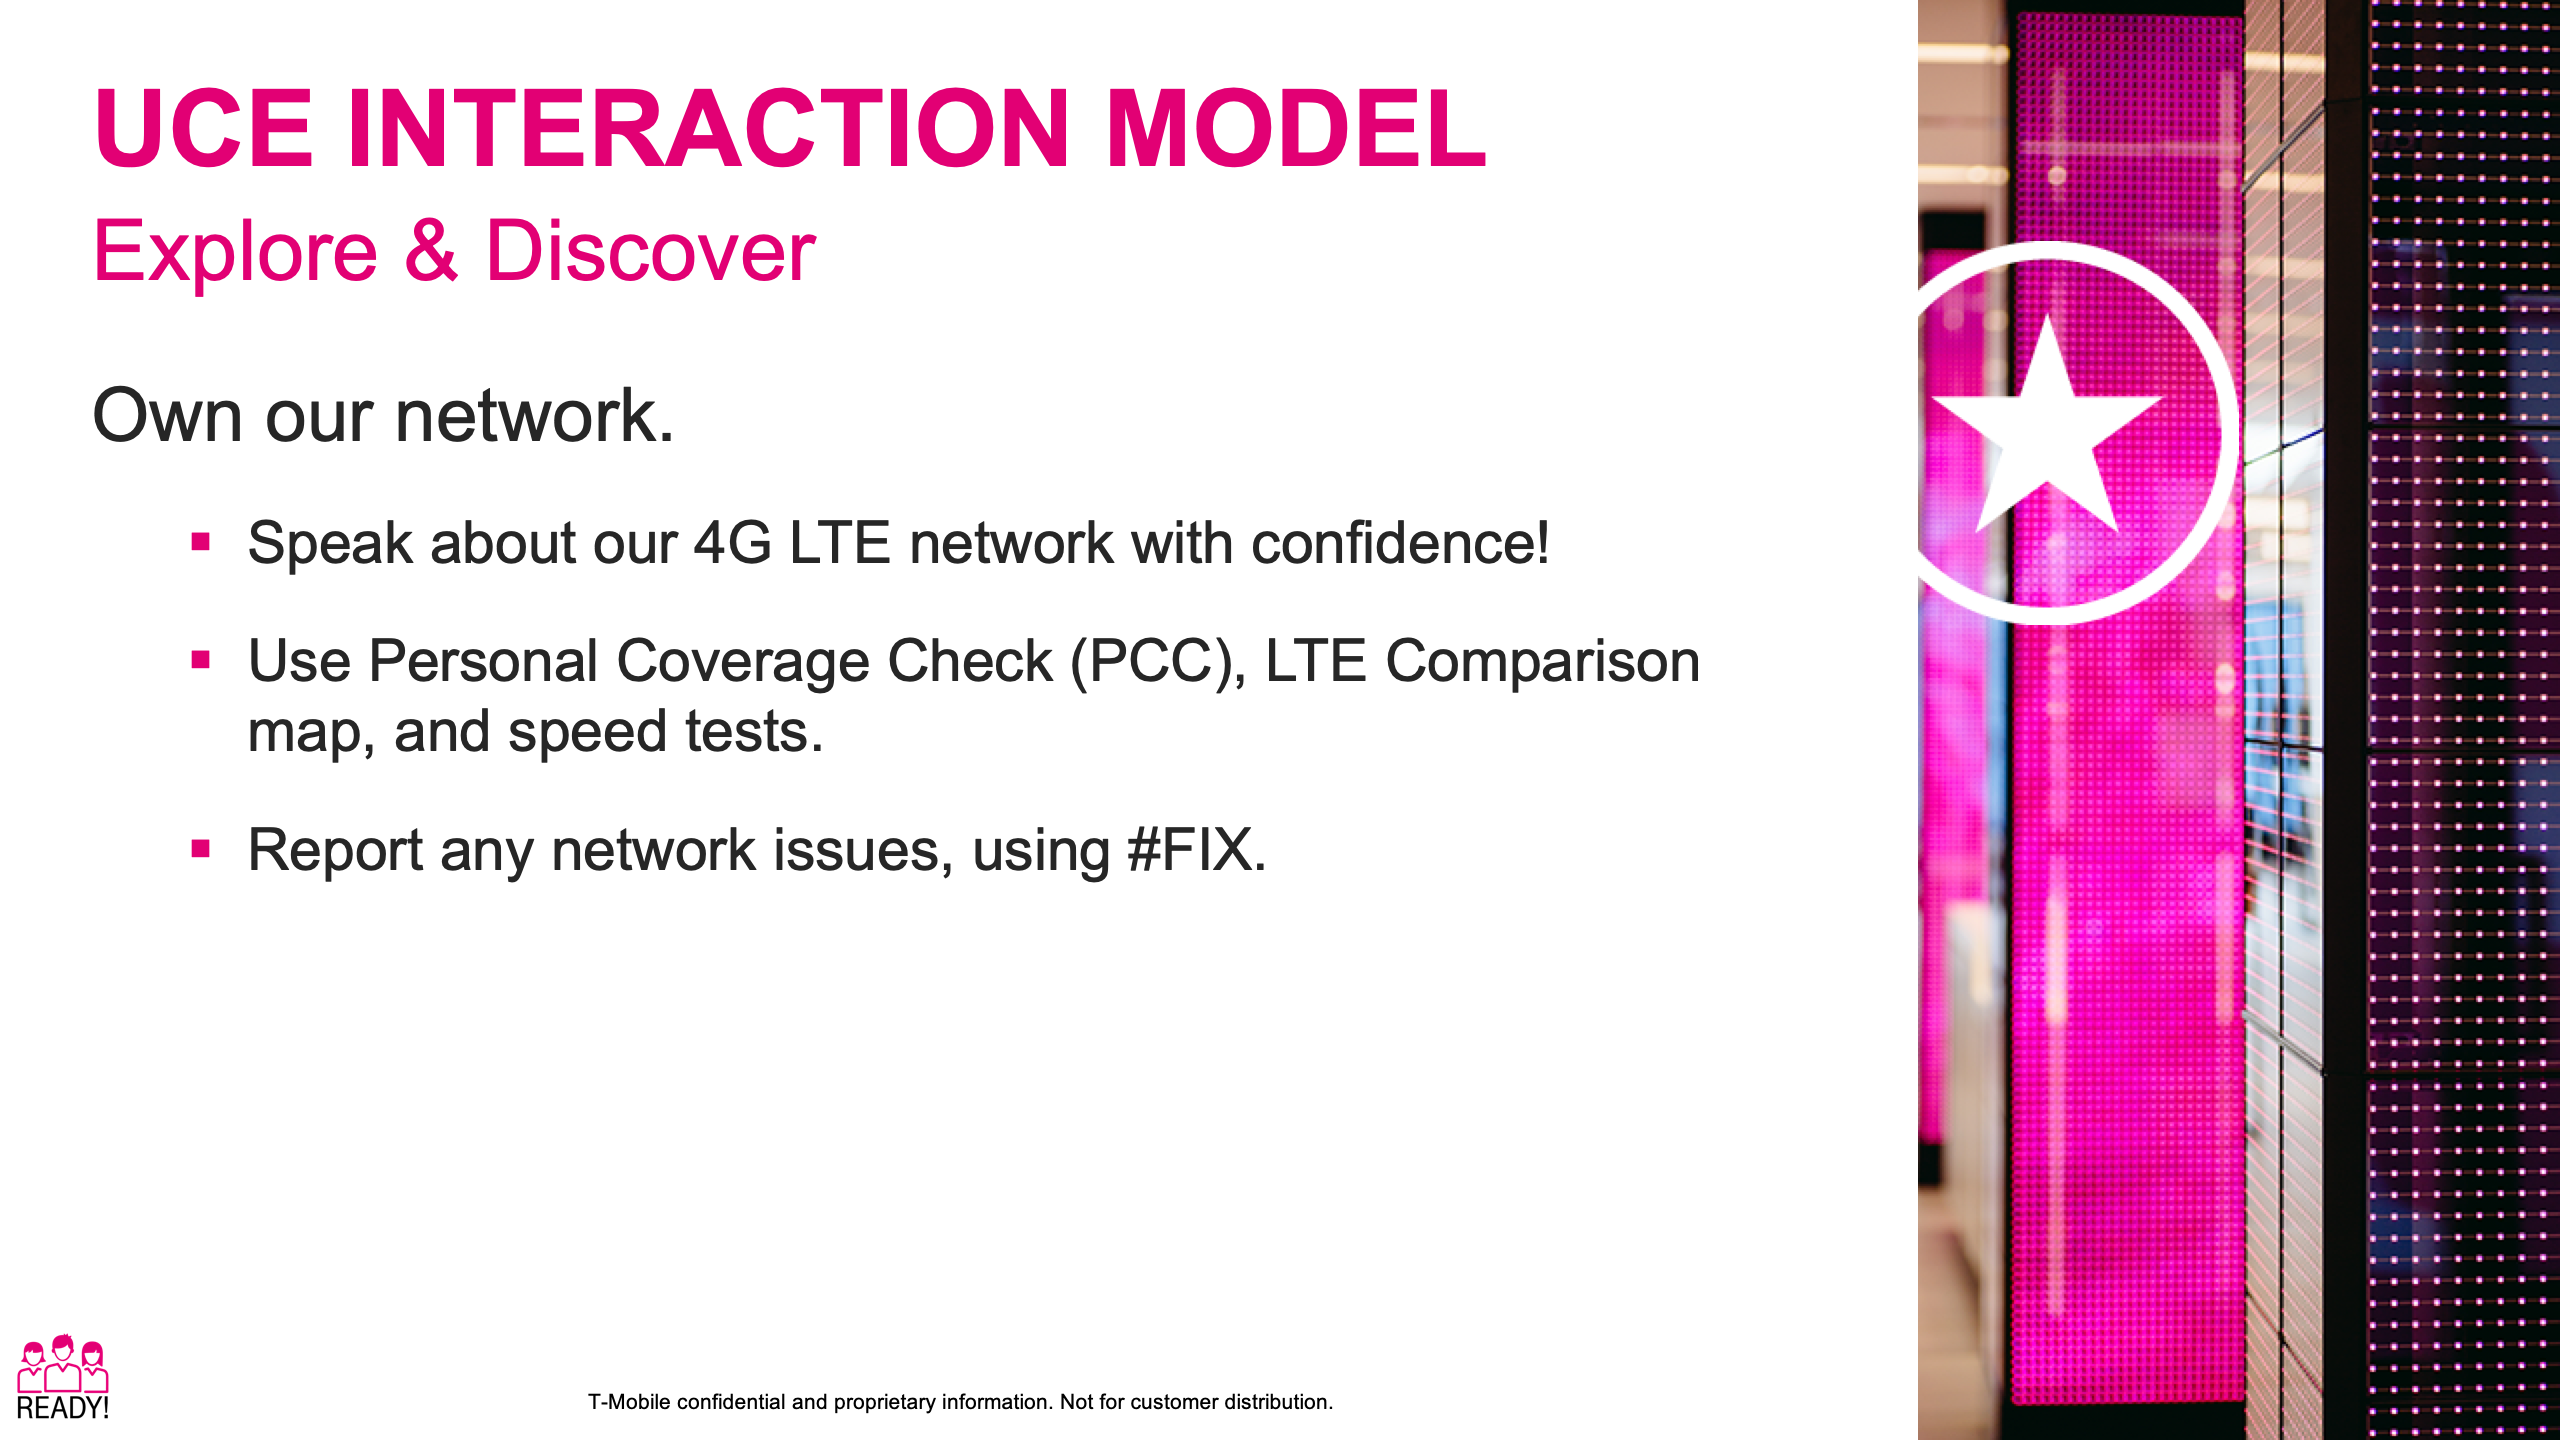 UCE INTERACTION MODEL
Explore & Discover
Own our network.
▪ Speak about our 4G LTE network with confidence!
▪ Use Personal Coverage Check (PCC), LTE Comparison
map, and speed tests.
▪ Report any network issues, using #FIX.
READY!
T-Mobile confidential and proprietary information. Not for customer distribution.